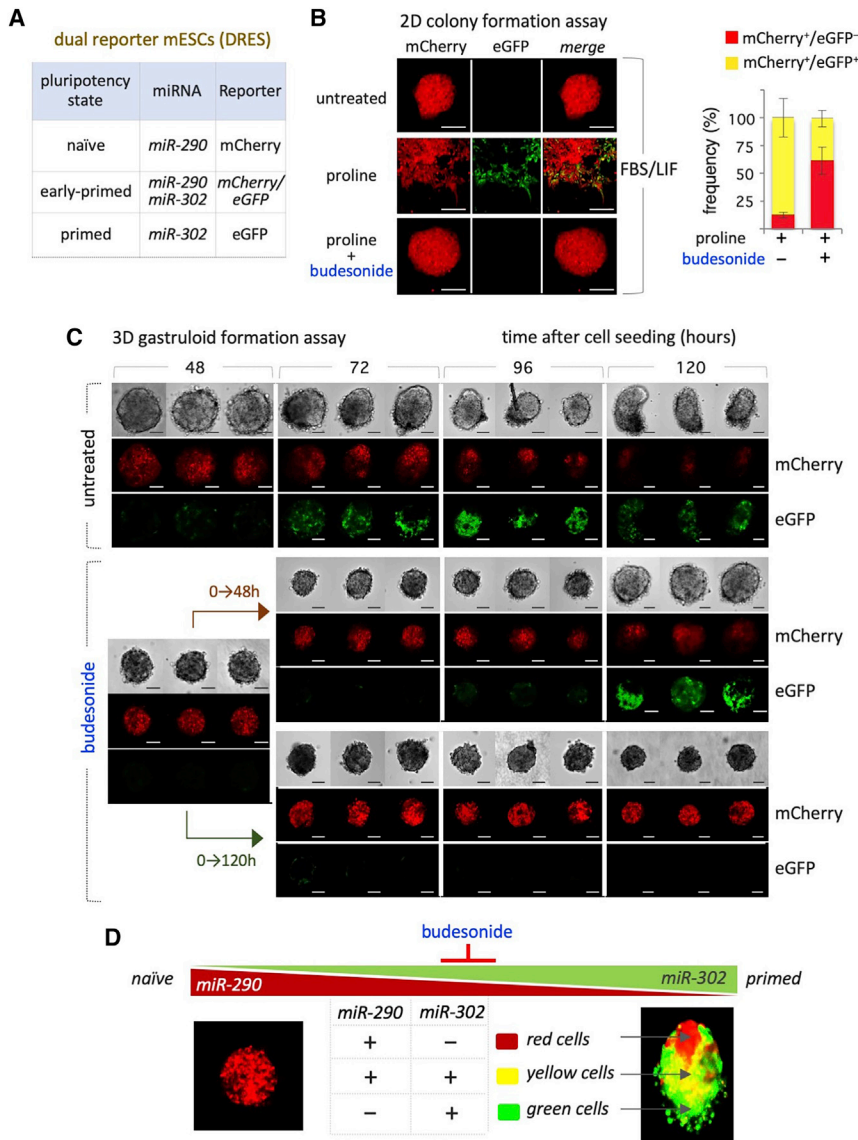 A
dual reporter mESCs (DRES)
pluripotency state
miRNA
Reporter
naïve
miR-290
mCherry
early-primed
miR-290
miR-302
mCherry/
eGFP
primed
miR-302
eGFP
B
2D colony formation assay
mCherry
eGFP
merge
untreated
proline
proline
+
budesonide
FBS/LIF
mCherry⁺/eGFP⁻
mCherry⁺/eGFP⁺
frequency (%)
100
75
50
25
proline + +
budesonide − +
C
3D gastruloid formation assay
time after cell seeding (hours)
48
72
96
120
untreated
mCherry
eGFP
budesonide
0→48h
mCherry
eGFP
0→120h
mCherry
eGFP
D
budesonide
naïve
miR-290
miR-302
primed
miR-290 miR-302
+ −
+ +
− +
red cells
yellow cells
green cells